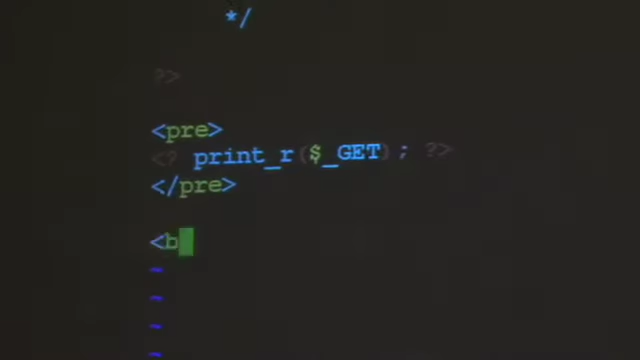 */
?>
<pre>
<? print_r($_GET); ?>
</pre>
<b
~
~
~
~